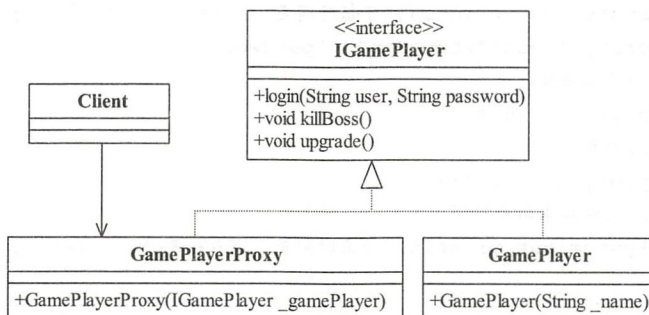 <<interface>>
IGamePlayer
+login(String user, String password)
+void killBoss()
+void upgrade()
Client
GamePlayerProxy
+GamePlayerProxy(IGamePlayer _gamePlayer)
GamePlayer
+GamePlayer(String _name)